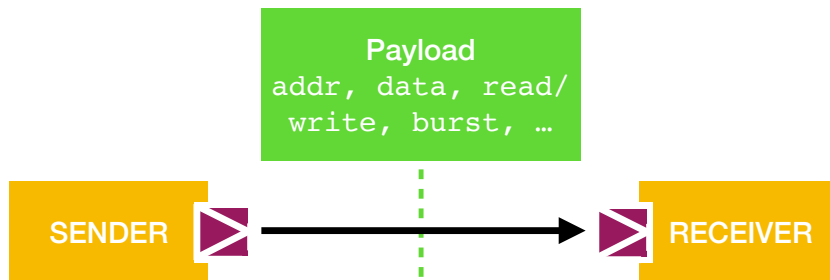 Payload
addr, data, read/
write, burst, …
SENDER
RECEIVER